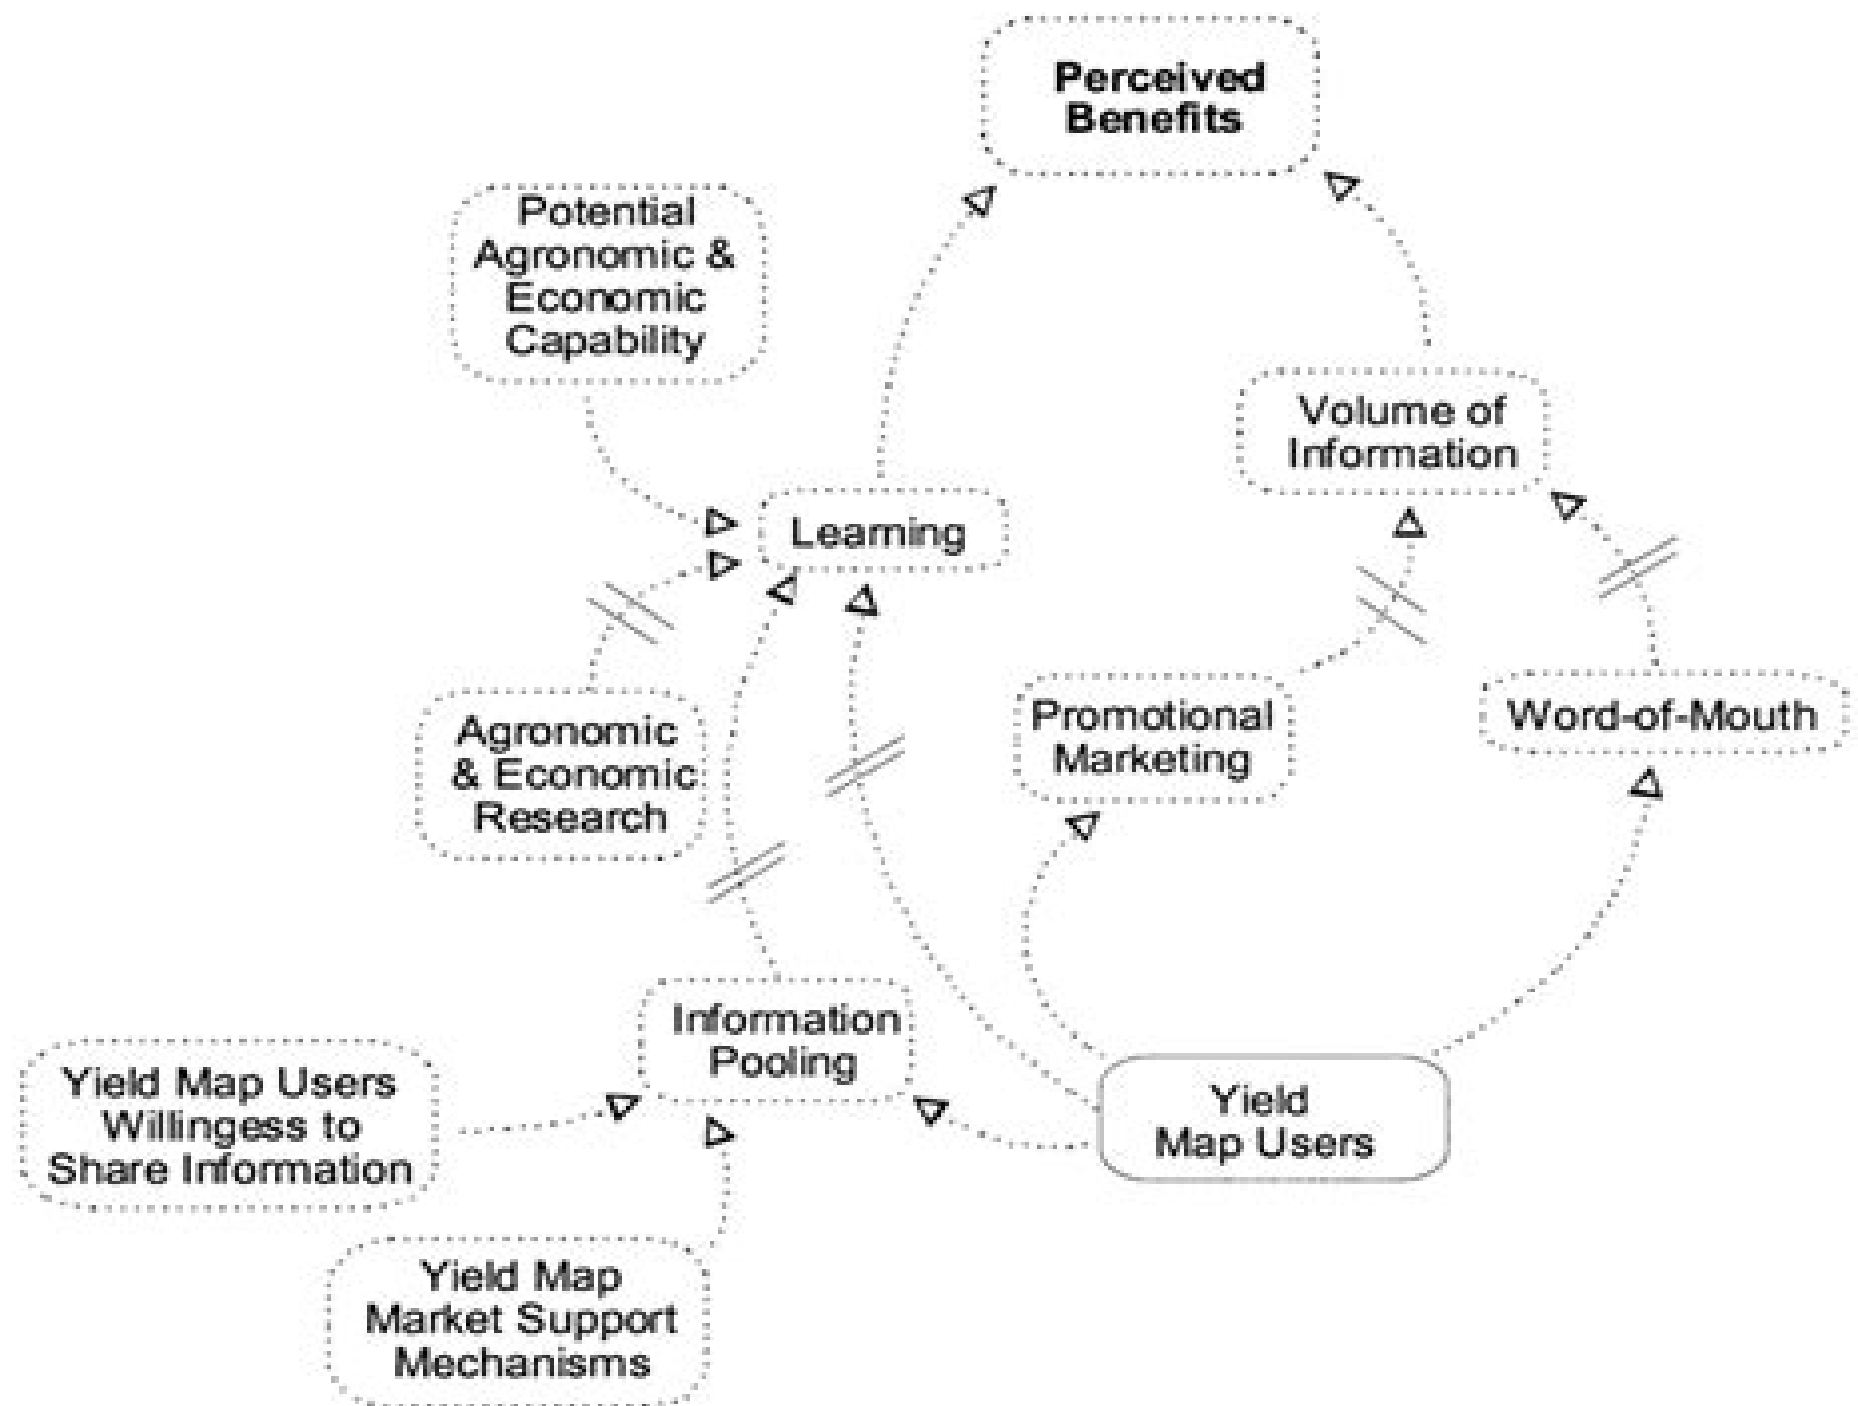 Perceived
Benefits
Potential
Agronomic &
Economic
Capability
Volume of
Information
Learning
Agronomic
& Economic
Research
Promotional
Marketing
Word-of-Mouth
Information
Pooling
Yield Map Users
Willingess to
Share Information
Yield
Map Users
Yield Map
Market Support
Mechanisms